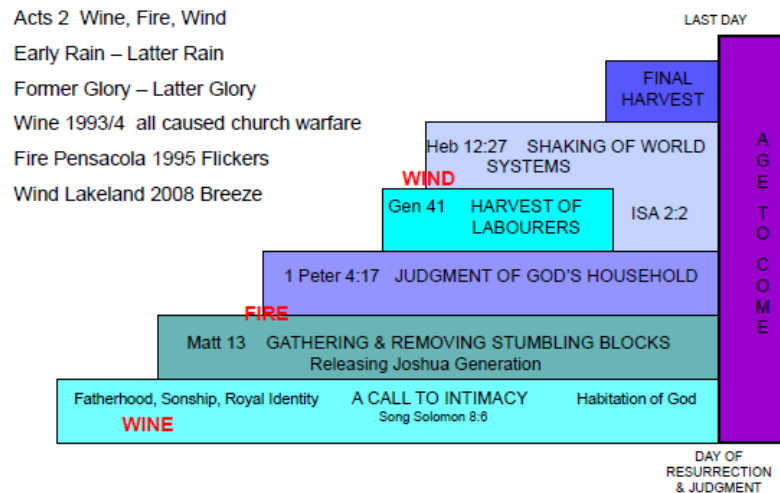 Acts 2  Wine, Fire, Wind
Early Rain – Latter Rain
Former Glory – Latter Glory
Wine 1993/4  all caused church warfare
Fire Pensacola 1995 Flickers
Wind Lakeland 2008 Breeze
LAST DAY
FINAL
HARVEST
Heb 12:27    SHAKING OF WORLD
SYSTEMS
WIND
Gen 41    HARVEST OF
LABOURERS
ISA 2:2
1 Peter 4:17   JUDGMENT OF GOD'S HOUSEHOLD
FIRE
Matt 13    GATHERING & REMOVING STUMBLING BLOCKS
Releasing Joshua Generation
Fatherhood, Sonship, Royal Identity    A CALL TO INTIMACY    Habitation of God
Song Solomon 8:6
WINE
AGE TO COME
DAY OF
RESURRECTION
& JUDGMENT